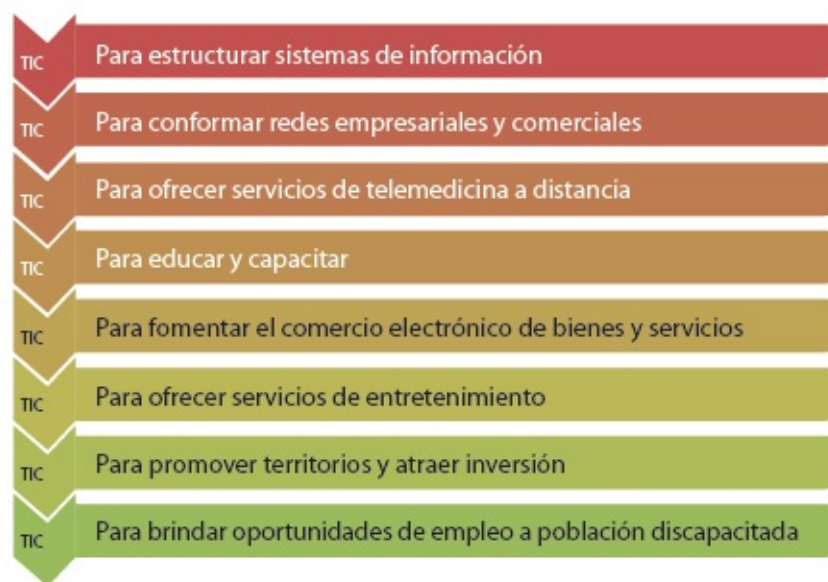 TIC Para estructurar sistemas de información
TIC Para conformar redes empresariales y comerciales
TIC Para ofrecer servicios de telemedicina a distancia
TIC Para educar y capacitar
TIC Para fomentar el comercio electrónico de bienes y servicios
TIC Para ofrecer servicios de entretenimiento
TIC Para promover territorios y atraer inversión
TIC Para brindar oportunidades de empleo a población discapacitada